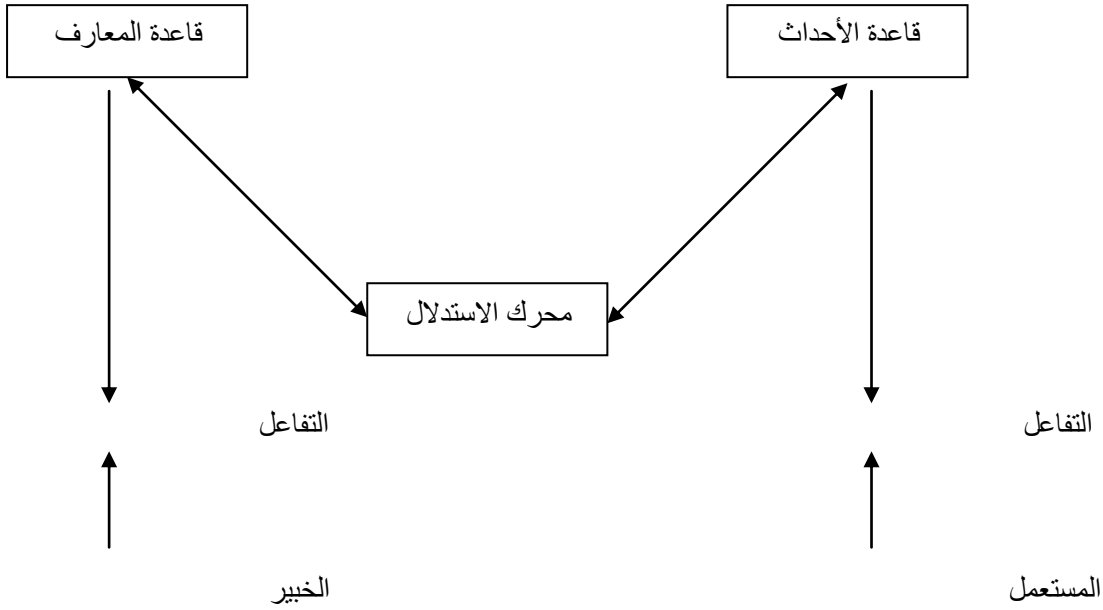 قاعدة الأحداث
قاعدة المعارف
محرك الاستدلال
التفاعل
التفاعل
المستعمل
الخبير